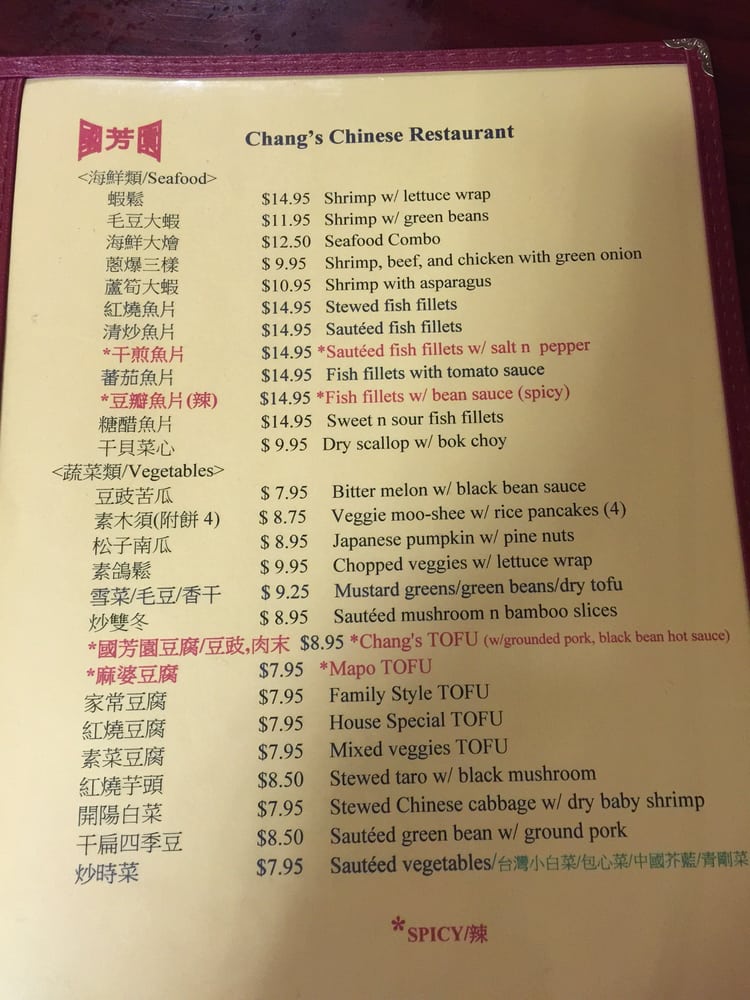 國芳園 Chang's Chinese Restaurant
<海鮮類/Seafood>
蝦鬆 $14.95 Shrimp w/ lettuce wrap
毛豆大蝦 $11.95 Shrimp w/ green beans
海鮮大燴 $12.50 Seafood Combo
蔥爆三樣 $ 9.95 Shrimp, beef, and chicken with green onion
蘆筍大蝦 $10.95 Shrimp with asparagus
紅燒魚片 $14.95 Stewed fish fillets
清炒魚片 $14.95 Sautéed fish fillets
*干煎魚片 $14.95 *Sautéed fish fillets w/ salt n pepper
蕃茄魚片 $14.95 Fish fillets with tomato sauce
*豆瓣魚片(辣) $14.95 *Fish fillets w/ bean sauce (spicy)
糖醋魚片 $14.95 Sweet n sour fish fillets
干貝菜心 $ 9.95 Dry scallop w/ bok choy
<蔬菜類/Vegetables>
豆豉苦瓜 $ 7.95 Bitter melon w/ black bean sauce
素木須(附餅 4) $ 8.75 Veggie moo-shee w/ rice pancakes (4)
松子南瓜 $ 8.95 Japanese pumpkin w/ pine nuts
素鴿鬆 $ 9.95 Chopped veggies w/ lettuce wrap
雪菜/毛豆/香干 $ 9.25 Mustard greens/green beans/dry tofu
炒雙冬 $ 8.95 Sautéed mushroom n bamboo slices
*國芳園豆腐/豆豉,肉末 $8.95 *Chang's TOFU (w/grounded pork, black bean hot sauce)
*麻婆豆腐 $7.95 *Mapo TOFU
家常豆腐 $7.95 Family Style TOFU
紅燒豆腐 $7.95 House Special TOFU
素菜豆腐 $7.95 Mixed veggies TOFU
紅燒芋頭 $8.50 Stewed taro w/ black mushroom
開陽白菜 $7.95 Stewed Chinese cabbage w/ dry baby shrimp
干扁四季豆 $8.50 Sautéed green bean w/ ground pork
炒時菜 $7.95 Sautéed vegetables/台灣小白菜/包心菜/中國芥藍/青剛菜
*SPICY/辣